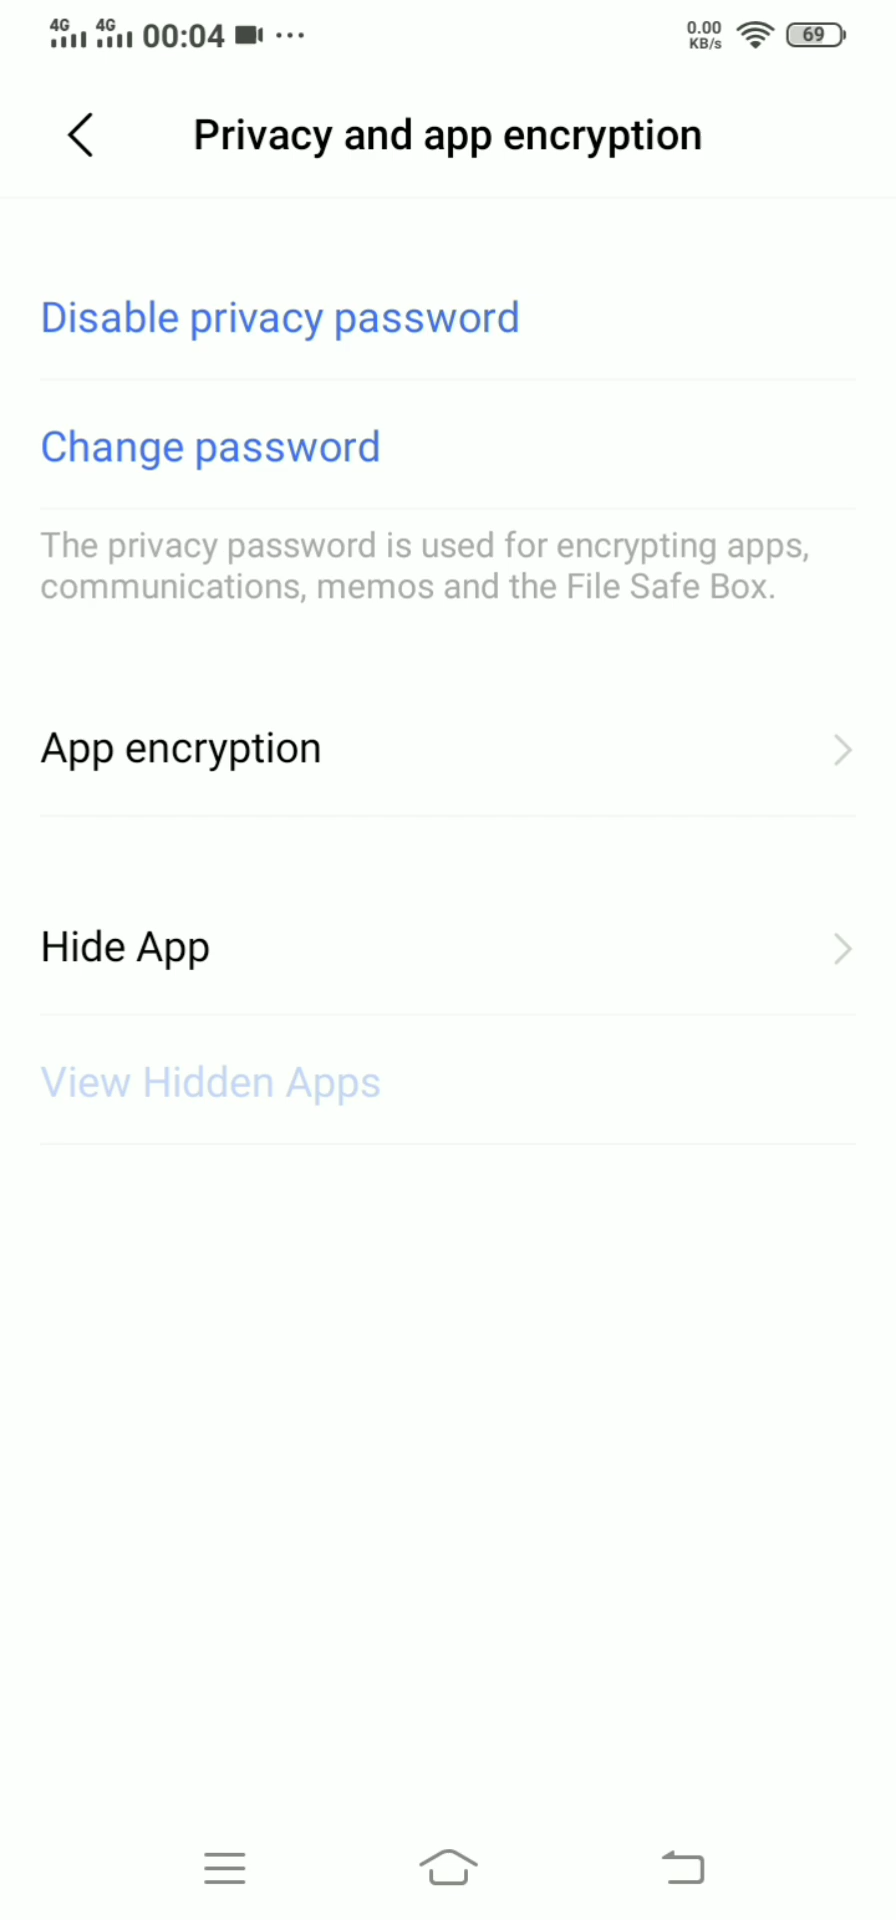 4G 4G 00:04 ... 0.00 KB/s 69
Privacy and app encryption
Disable privacy password
Change password
The privacy password is used for encrypting apps,
communications, memos and the File Safe Box.
App encryption
Hide App
View Hidden Apps